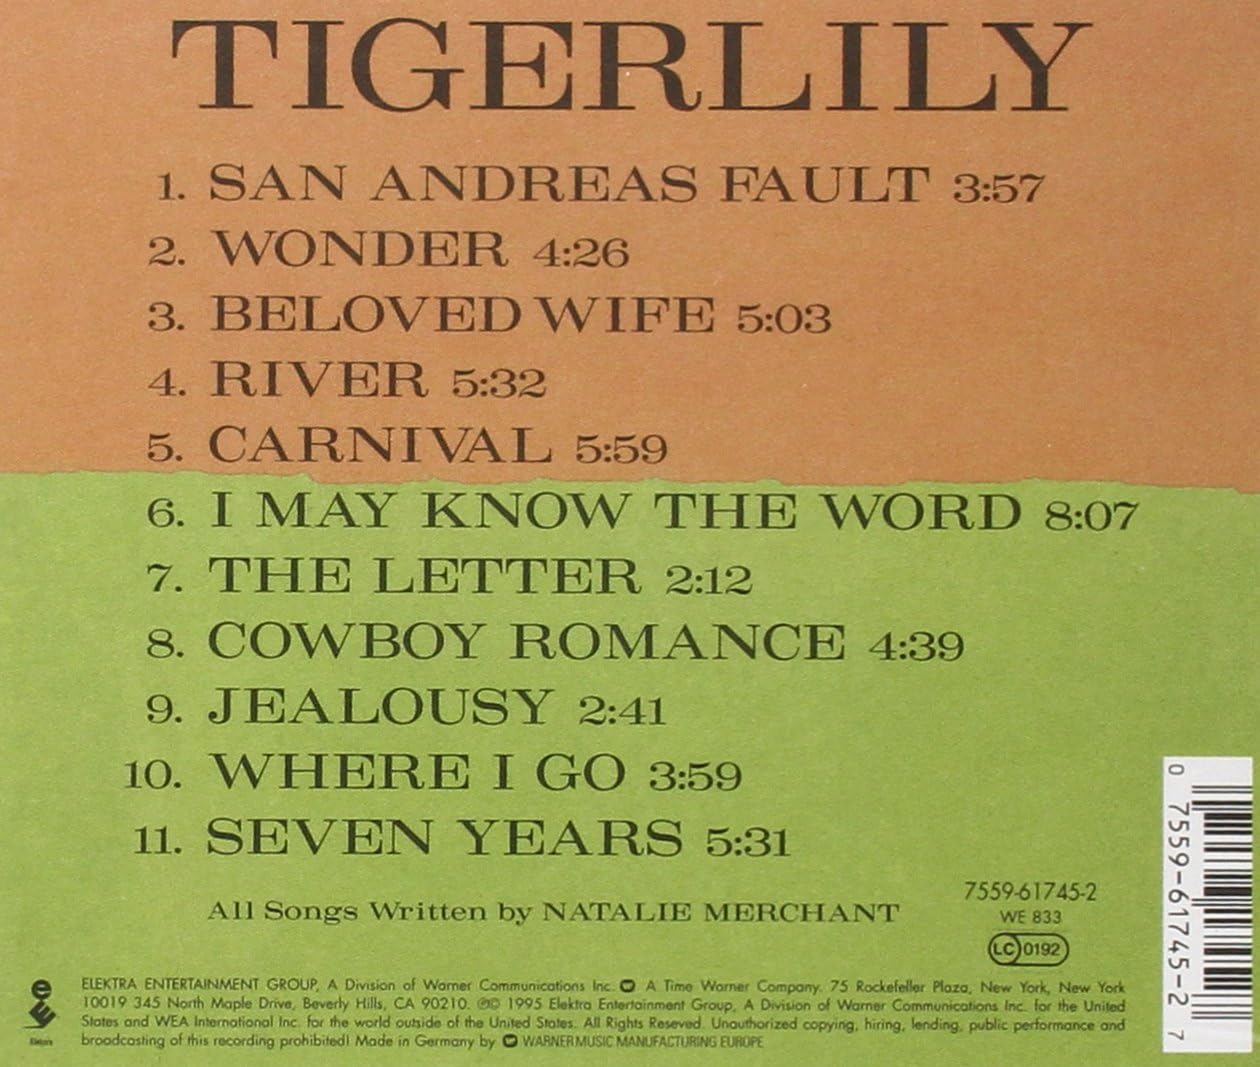 TIGERLILY
1. SAN ANDREAS FAULT 3:57
2. WONDER 4:26
3. BELOVED WIFE 5:03
4. RIVER 5:32
5. CARNIVAL 5:59
6. I MAY KNOW THE WORD 8:07
7. THE LETTER 2:12
8. COWBOY ROMANCE 4:39
9. JEALOUSY 2:41
10. WHERE I GO 3:59
11. SEVEN YEARS 5:31
All Songs Written by NATALIE MERCHANT
7559-61745-2
WE 833
LC 0192
ELEKTRA ENTERTAINMENT GROUP, A Division of Warner Communications Inc. A Time Warner Company. 75 Rockefeller Plaza, New York, New York
10019 345 North Maple Drive, Beverly Hills, CA 90210. ℗© 1995 Elektra Entertainment Group, A Division of Warner Communications Inc. for the United
States and WEA International Inc. for the world outside of the United States. All Rights Reseved. Unauthorized copying, hiring, lending, public performance and
broadcasting of this recording prohibited! Made in Germany by WARNER MUSIC MANUFACTURING EUROPE
0 7559-61745-2 7